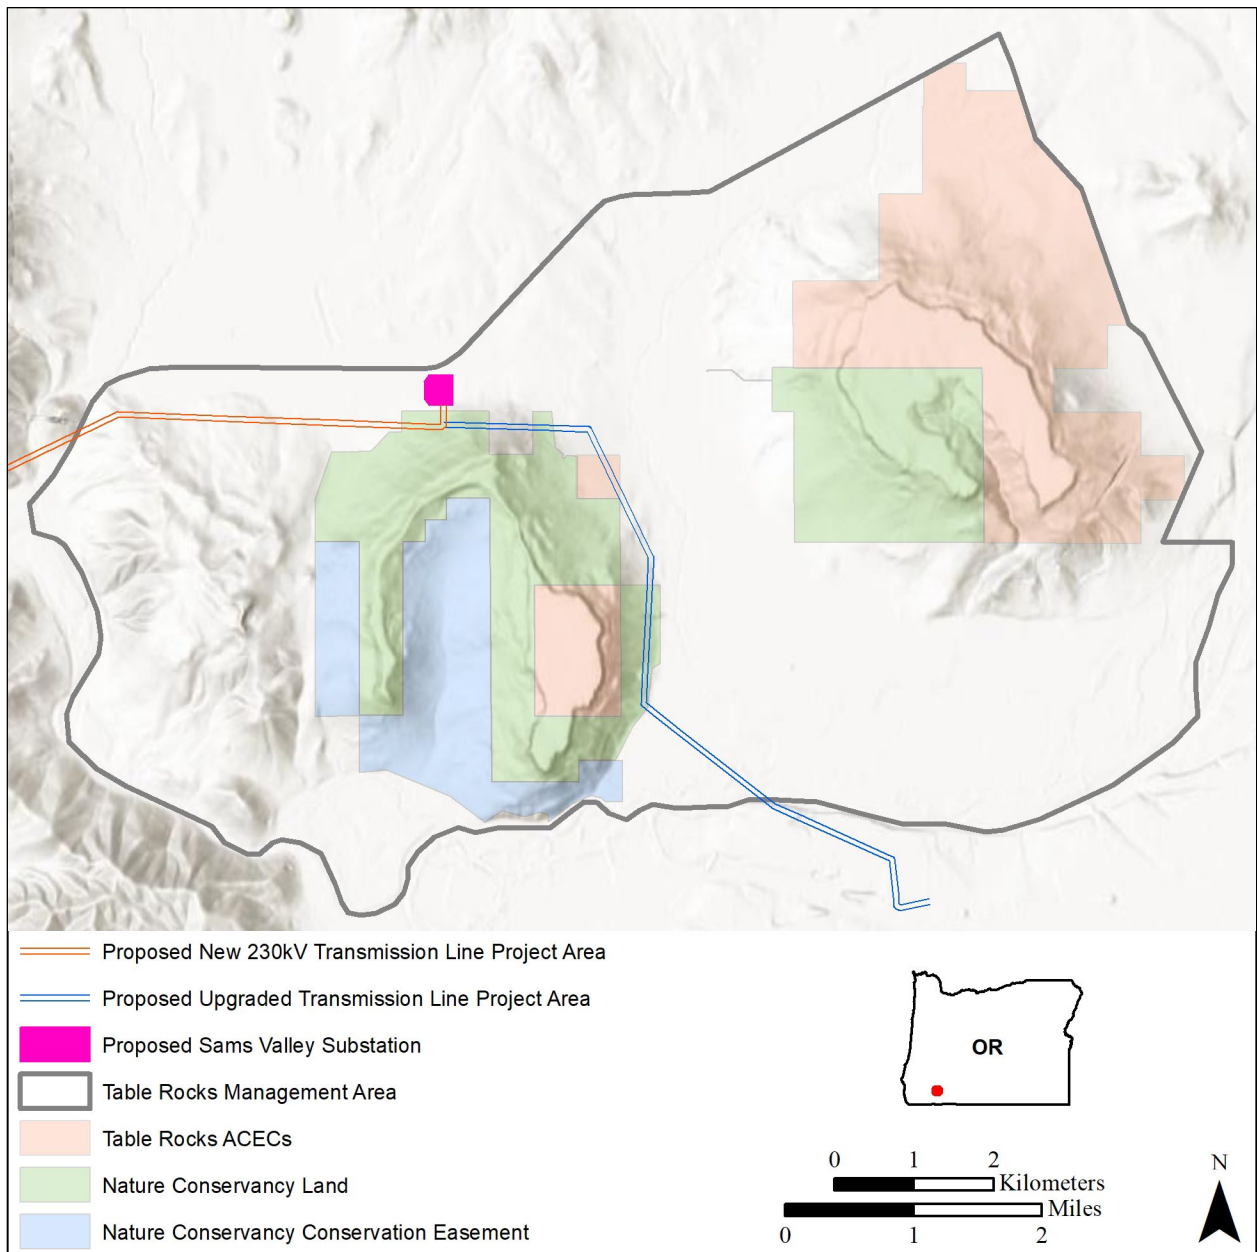 Proposed New 230kV Transmission Line Project Area
Proposed Upgraded Transmission Line Project Area
Proposed Sams Valley Substation
Table Rocks Management Area
Table Rocks ACECs
Nature Conservancy Land
Nature Conservancy Conservation Easement
OR
0 1 2
Kilometers
Miles
0 1 2
N